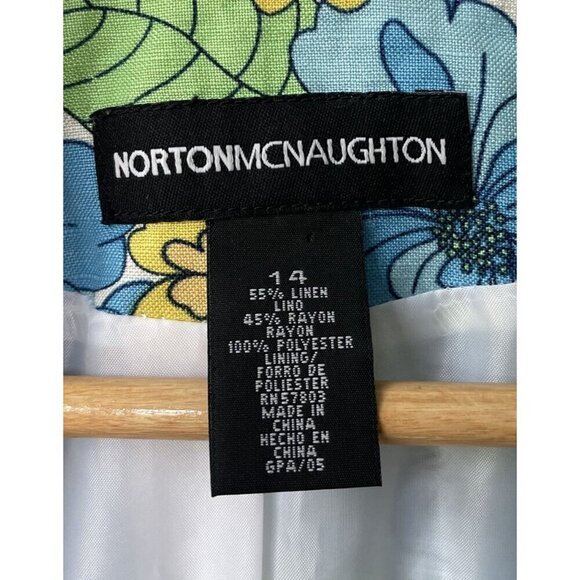 NORTONMCNAUGHTON
14
55% LINEN
LINO
45% RAYON
RAYON
100% POLYESTER
LINING/
FORRO DE
POLIESTER
RN57803
MADE IN
CHINA
HECHO EN
CHINA
GPA/05